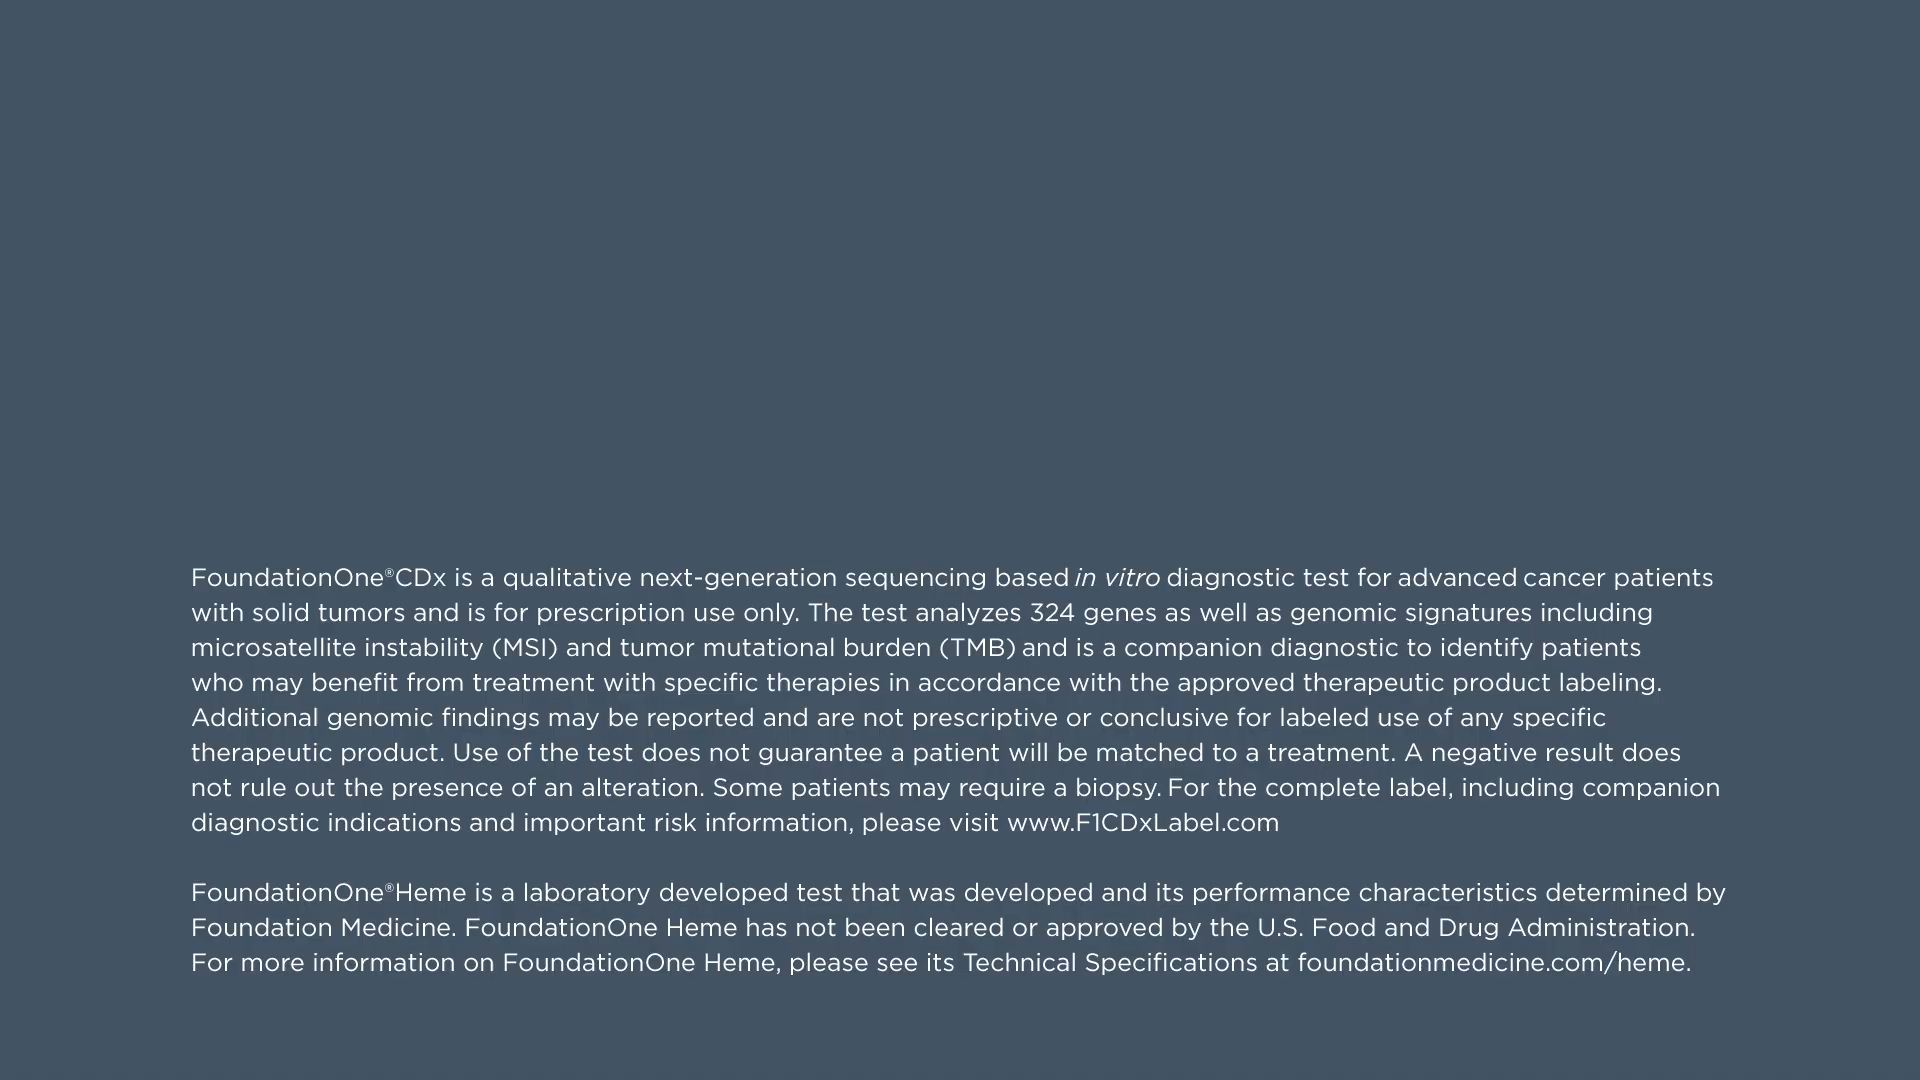 FoundationOne®CDx is a qualitative next-generation sequencing based in vitro diagnostic test for advanced cancer patients
with solid tumors and is for prescription use only. The test analyzes 324 genes as well as genomic signatures including
microsatellite instability (MSI) and tumor mutational burden (TMB) and is a companion diagnostic to identify patients
who may benefit from treatment with specific therapies in accordance with the approved therapeutic product labeling.
Additional genomic findings may be reported and are not prescriptive or conclusive for labeled use of any specific
therapeutic product. Use of the test does not guarantee a patient will be matched to a treatment. A negative result does
not rule out the presence of an alteration. Some patients may require a biopsy. For the complete label, including companion
diagnostic indications and important risk information, please visit www.F1CDxLabel.com
FoundationOne®Heme is a laboratory developed test that was developed and its performance characteristics determined by
Foundation Medicine. FoundationOne Heme has not been cleared or approved by the U.S. Food and Drug Administration.
For more information on FoundationOne Heme, please see its Technical Specifications at foundationmedicine.com/heme.